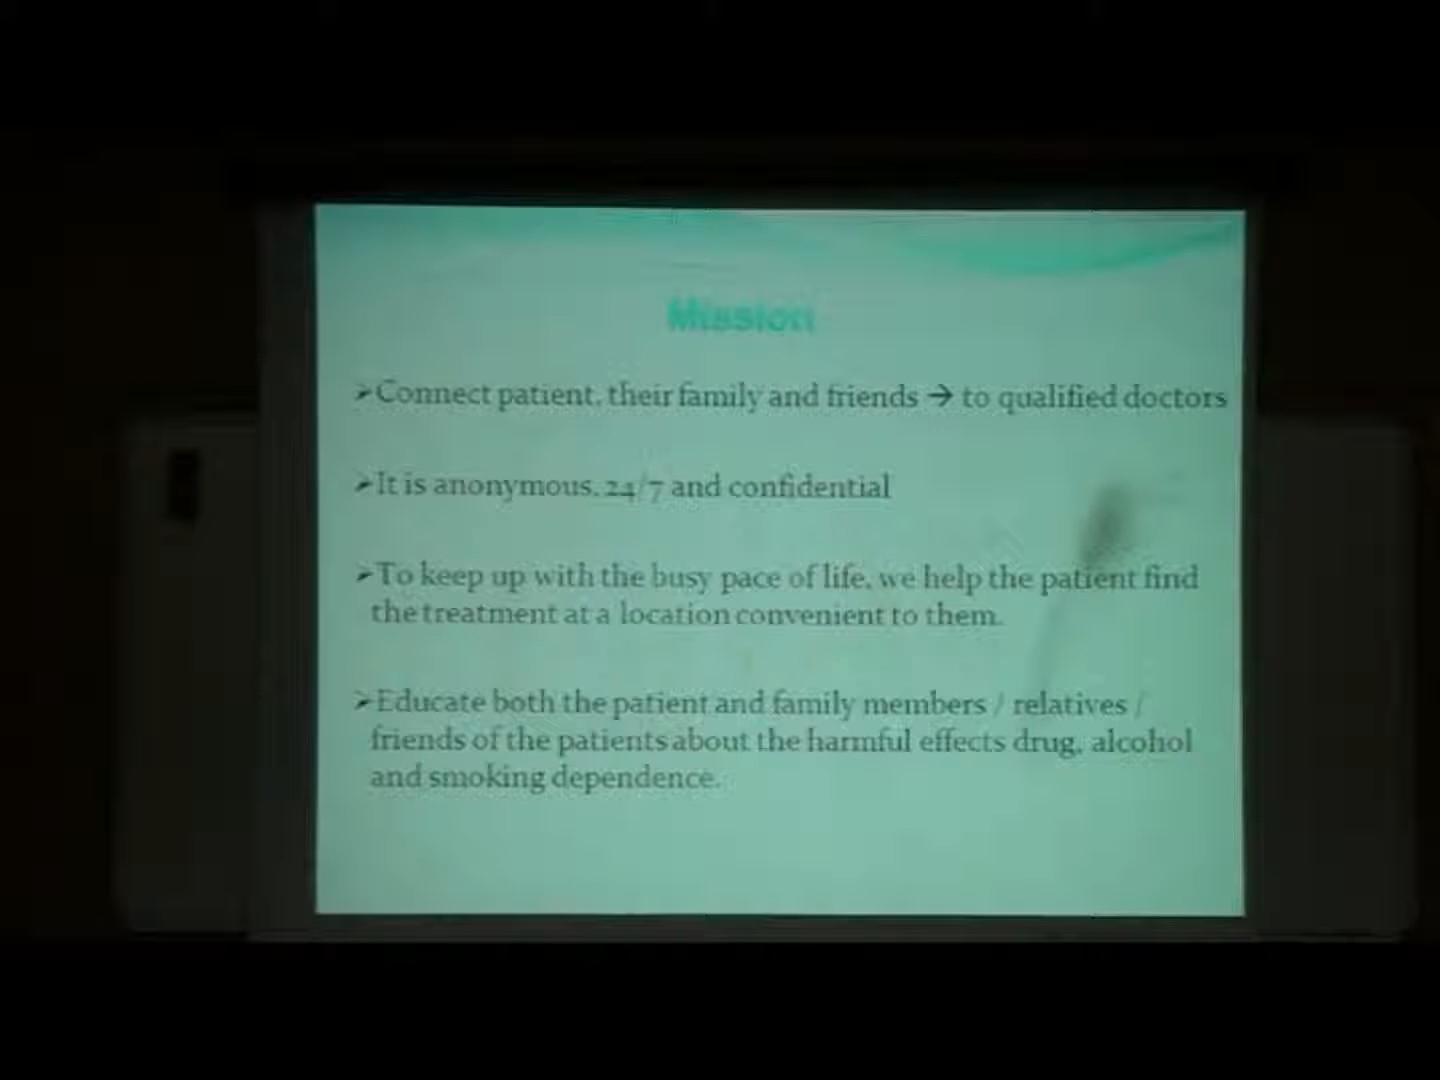 Mission
➢Connect patient, their family and friends → to qualified doctors
➢It is anonymous, 24/7 and confidential
➢To keep up with the busy pace of life, we help the patient find
the treatment at a location convenient to them.
➢Educate both the patient and family members / relatives /
friends of the patients about the harmful effects drug, alcohol
and smoking dependence.